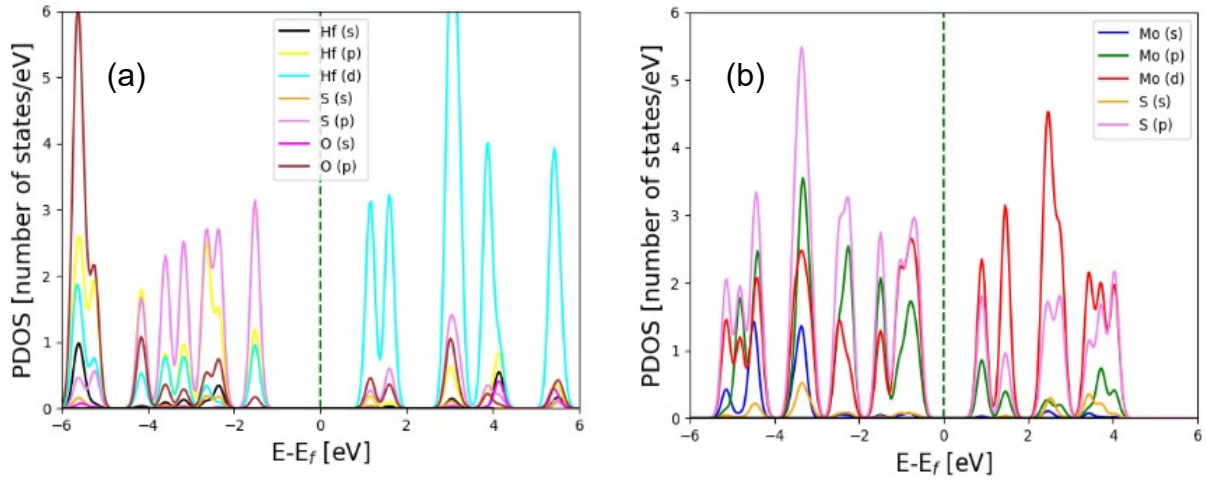 (a)
PDOS [number of states/eV]
6
5
4
3
2
1
0
Hf (s)
Hf (p)
Hf (d)
S (s)
S (p)
O (s)
O (p)
−6 −4 −2 0 2 4 6
E-E_f [eV]
(b)
PDOS [number of states/eV]
6
5
4
3
2
1
0
Mo (s)
Mo (p)
Mo (d)
S (s)
S (p)
−6 −4 −2 0 2 4 6
E-E_f [eV]